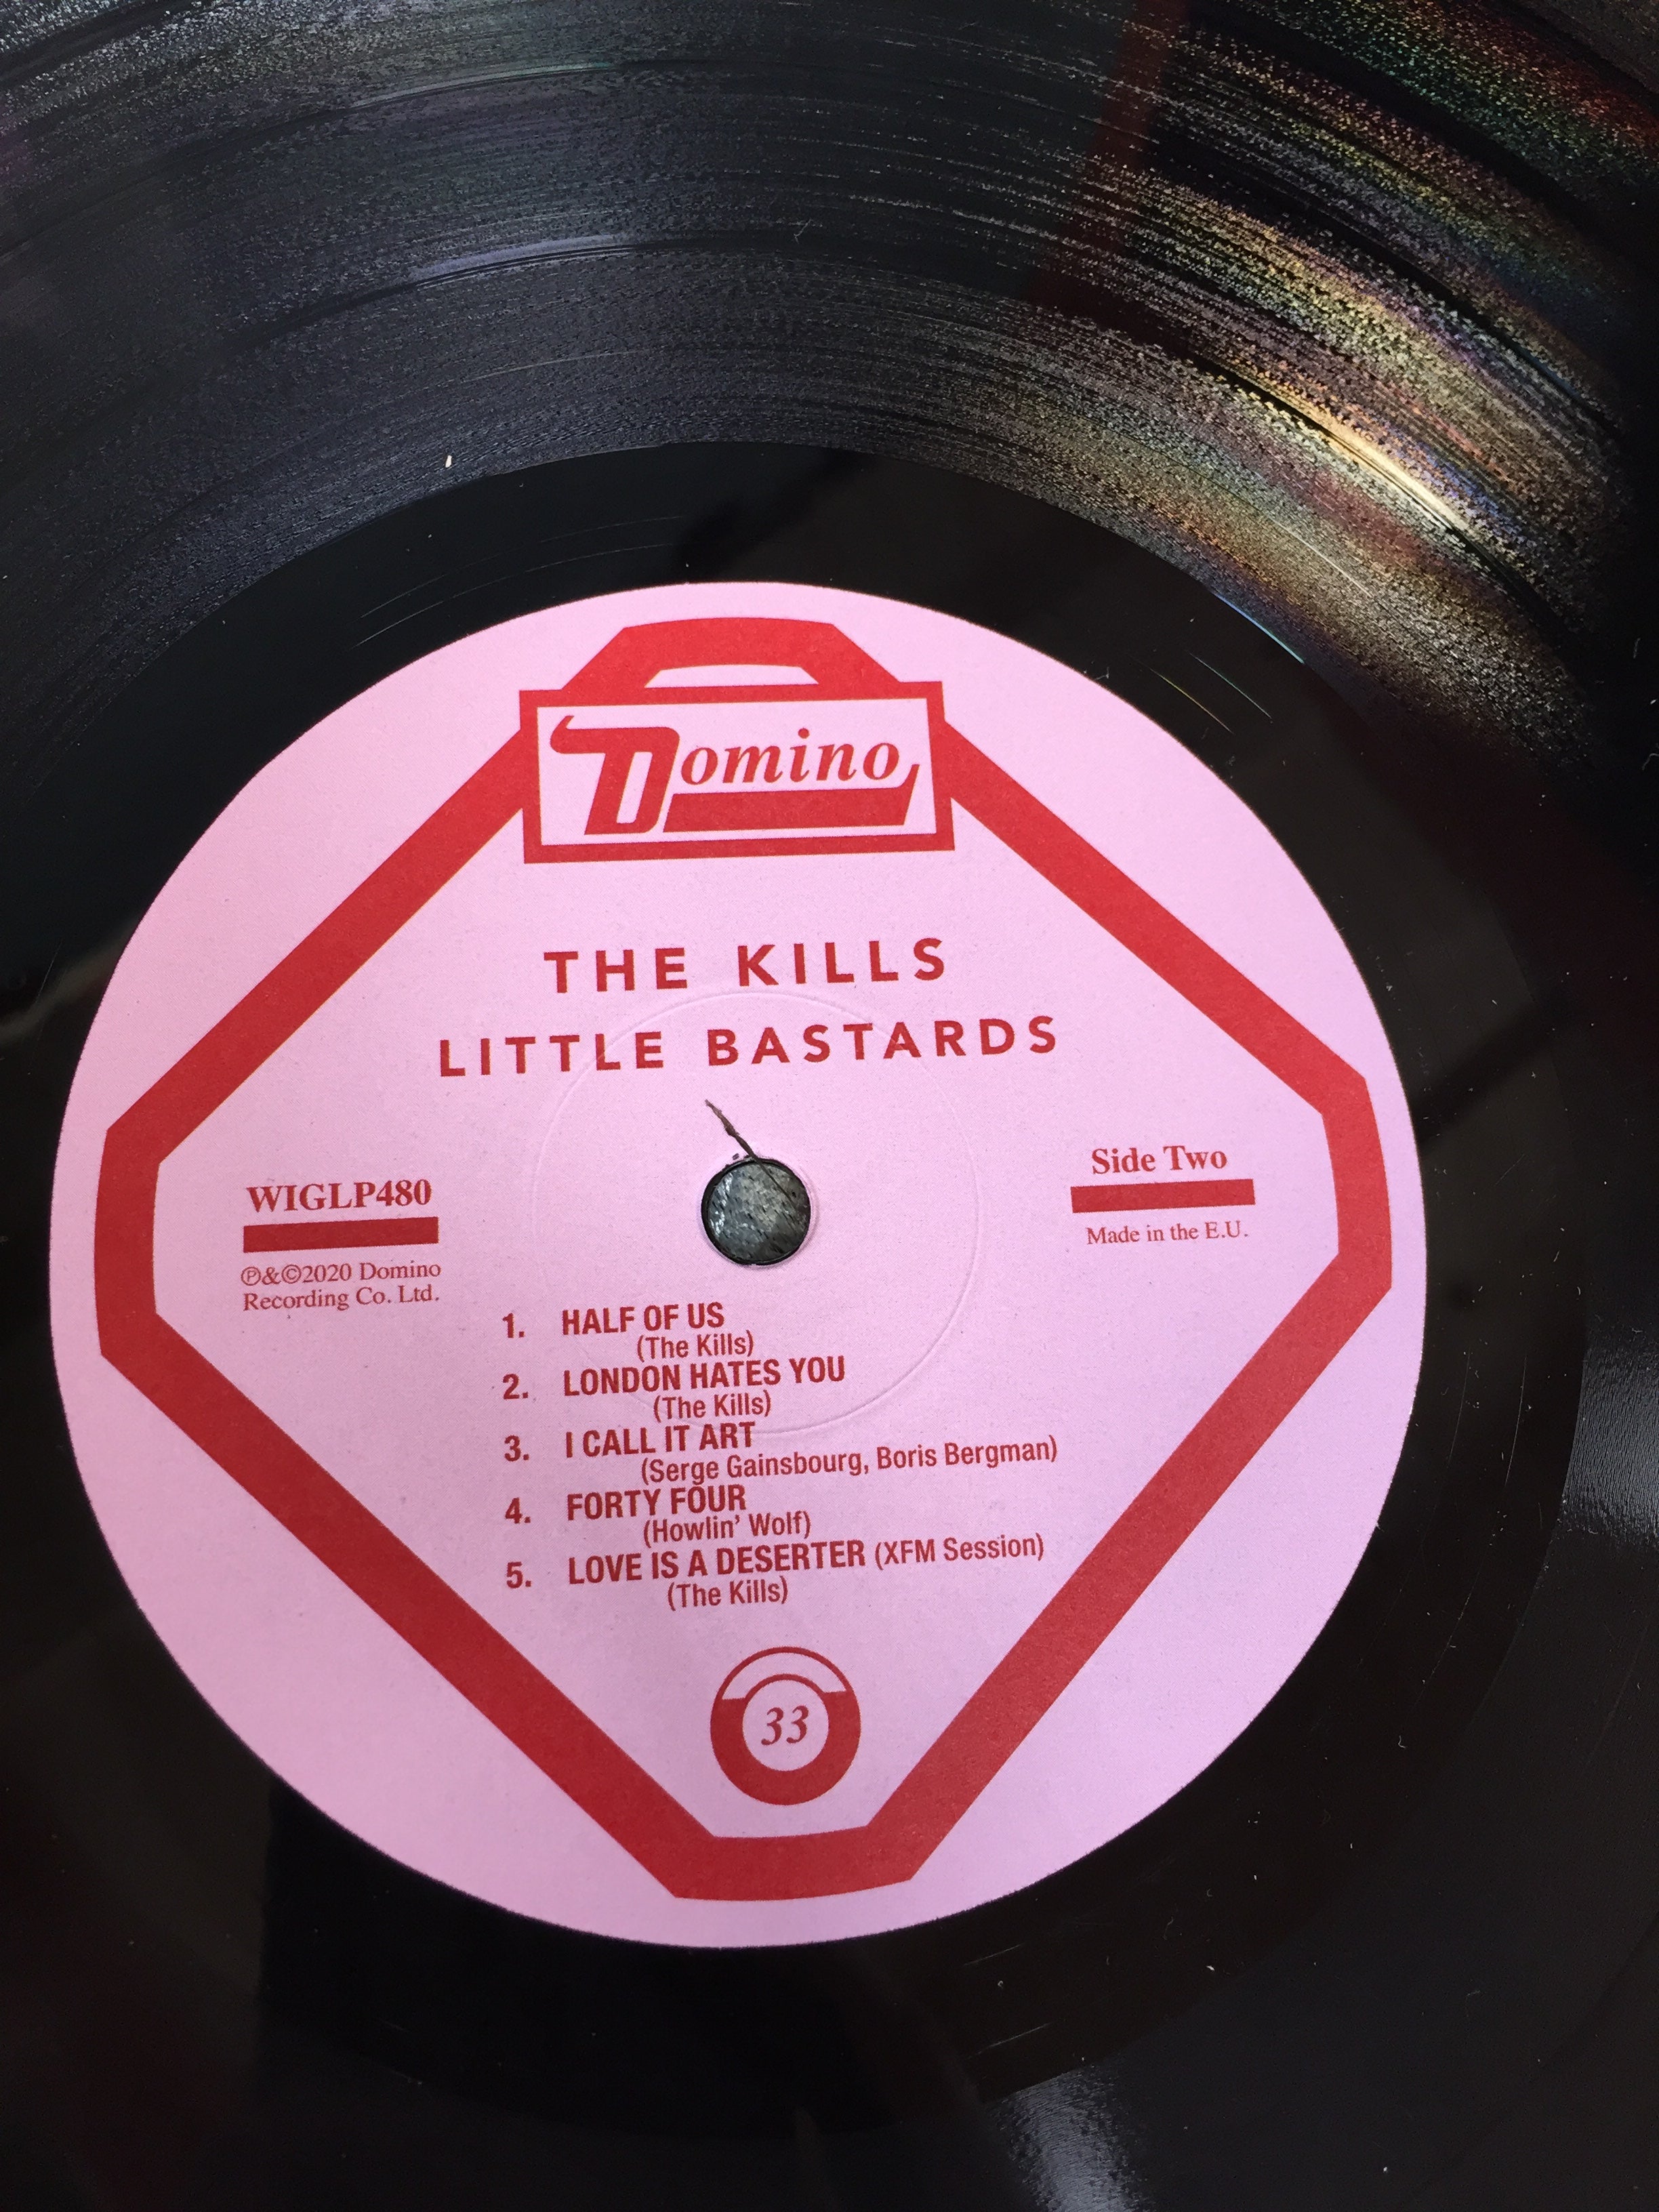 Domino
THE KILLS
LITTLE BASTARDS
WIGLP480
℗&©2020 Domino
Recording Co. Ltd.
Side Two
Made in the E.U.
1. HALF OF US
(The Kills)
2. LONDON HATES YOU
(The Kills)
3. I CALL IT ART
(Serge Gainsbourg, Boris Bergman)
4. FORTY FOUR
(Howlin' Wolf)
5. LOVE IS A DESERTER (XFM Session)
(The Kills)
33